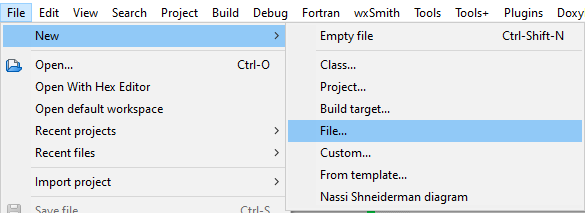 File Edit View Search Project Build Debug Fortran wxSmith Tools Tools+ Plugins Doxy
New
Open... Ctrl-O
Open With Hex Editor
Open default workspace
Recent projects
Recent files
Import project
Save file Ctrl-S
Empty file Ctrl-Shift-N
Class...
Project...
Build target...
File...
Custom...
From template...
Nassi Shneiderman diagram